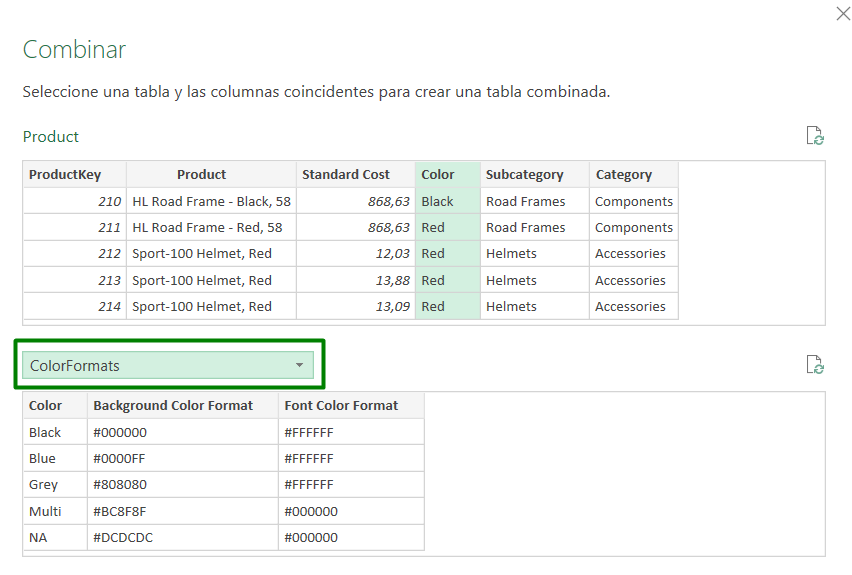 Combinar
Seleccione una tabla y las columnas coincidentes para crear una tabla combinada.
Product
ProductKey Product Standard Cost Color Subcategory Category
210 HL Road Frame - Black, 58 868,63 Black Road Frames Components
211 HL Road Frame - Red, 58 868,63 Red Road Frames Components
212 Sport-100 Helmet, Red 12,03 Red Helmets Accessories
213 Sport-100 Helmet, Red 13,88 Red Helmets Accessories
214 Sport-100 Helmet, Red 13,09 Red Helmets Accessories
ColorFormats
Color Background Color Format Font Color Format
Black #000000 #FFFFFF
Blue #0000FF #FFFFFF
Grey #808080 #FFFFFF
Multi #BC8F8F #000000
NA #DCDCDC #000000